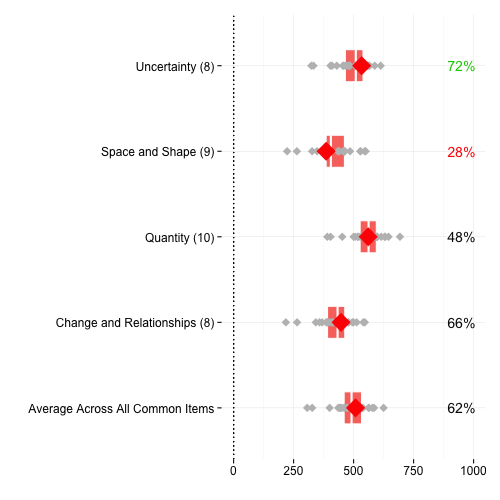 Uncertainty (8) 72%
Space and Shape (9) 28%
Quantity (10) 48%
Change and Relationships (8) 66%
Average Across All Common Items 62%
0 250 500 750 1000